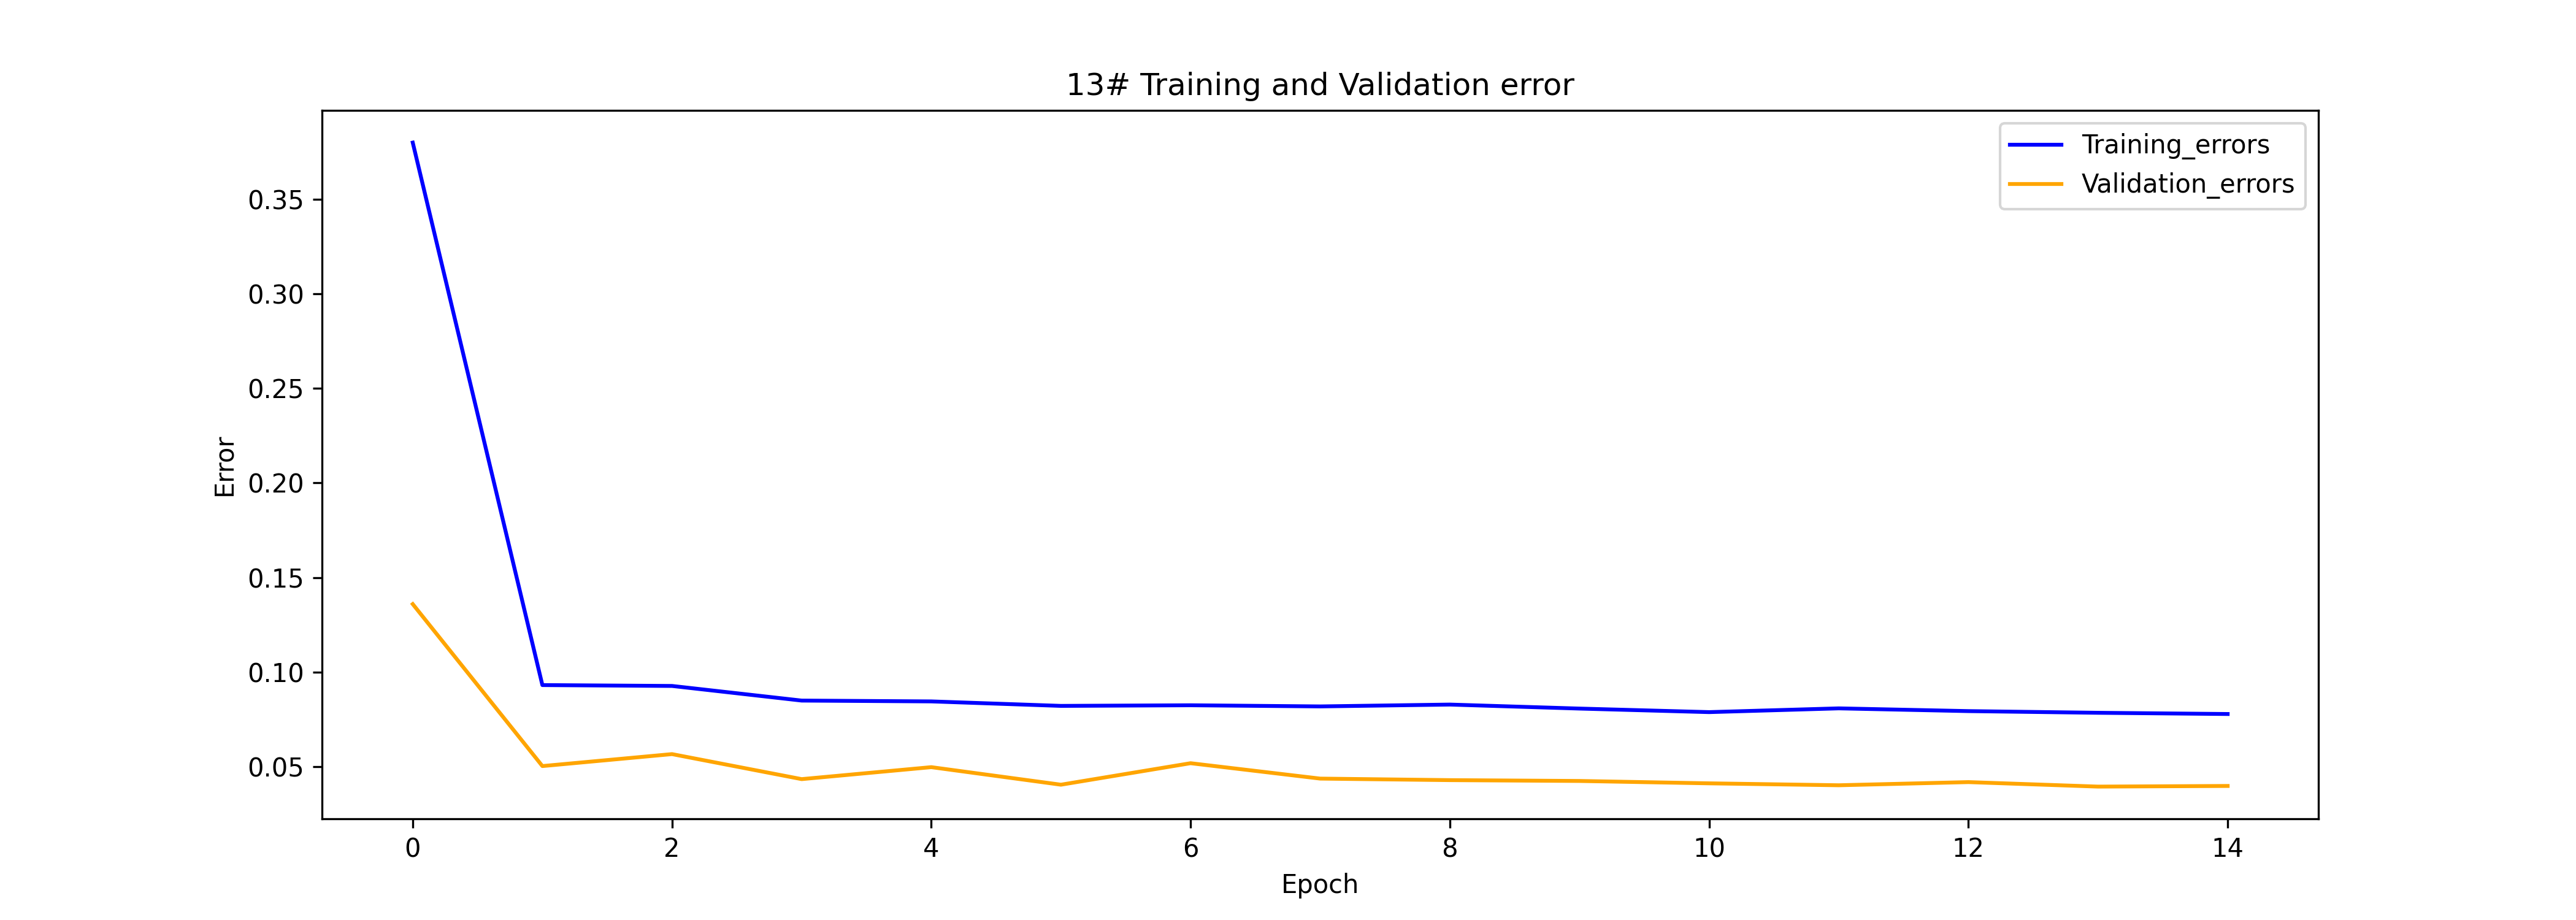 13# Training and Validation error
Training_errors
Validation_errors
0.35
0.30
0.25
0.20
0.15
0.10
0.05
Error
0 2 4 6 8 10 12 14
Epoch